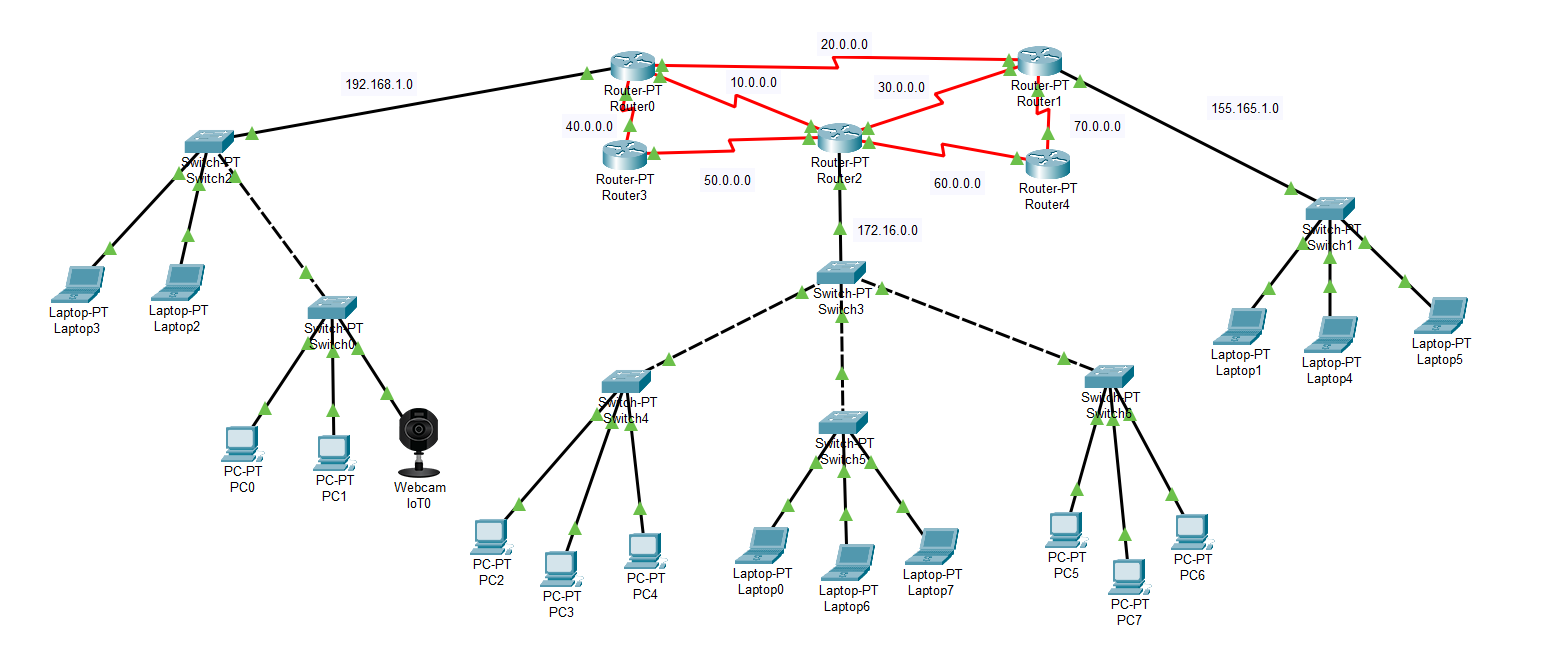 20.0.0.0
192.168.1.0
10.0.0.0
30.0.0.0
Router-PT
Router0
Router-PT
Router1
155.165.1.0
40.0.0.0
70.0.0.0
Router-PT
Router2
Router-PT
Router3
50.0.0.0
60.0.0.0
Router-PT
Router4
Switch-PT
Switch2
172.16.0.0
Switch-PT
Switch1
Switch-PT
Switch3
Laptop-PT
Laptop3
Laptop-PT
Laptop2
Switch-PT
Switch0
Laptop-PT
Laptop1
Laptop-PT
Laptop4
Laptop-PT
Laptop5
Switch-PT
Switch4
Switch-PT
Switch5
Switch-PT
Switch6
PC-PT
PC0
PC-PT
PC1
Webcam
IoT0
PC-PT
PC2
PC-PT
PC3
PC-PT
PC4
Laptop-PT
Laptop0
Laptop-PT
Laptop6
Laptop-PT
Laptop7
PC-PT
PC5
PC-PT
PC7
PC-PT
PC6